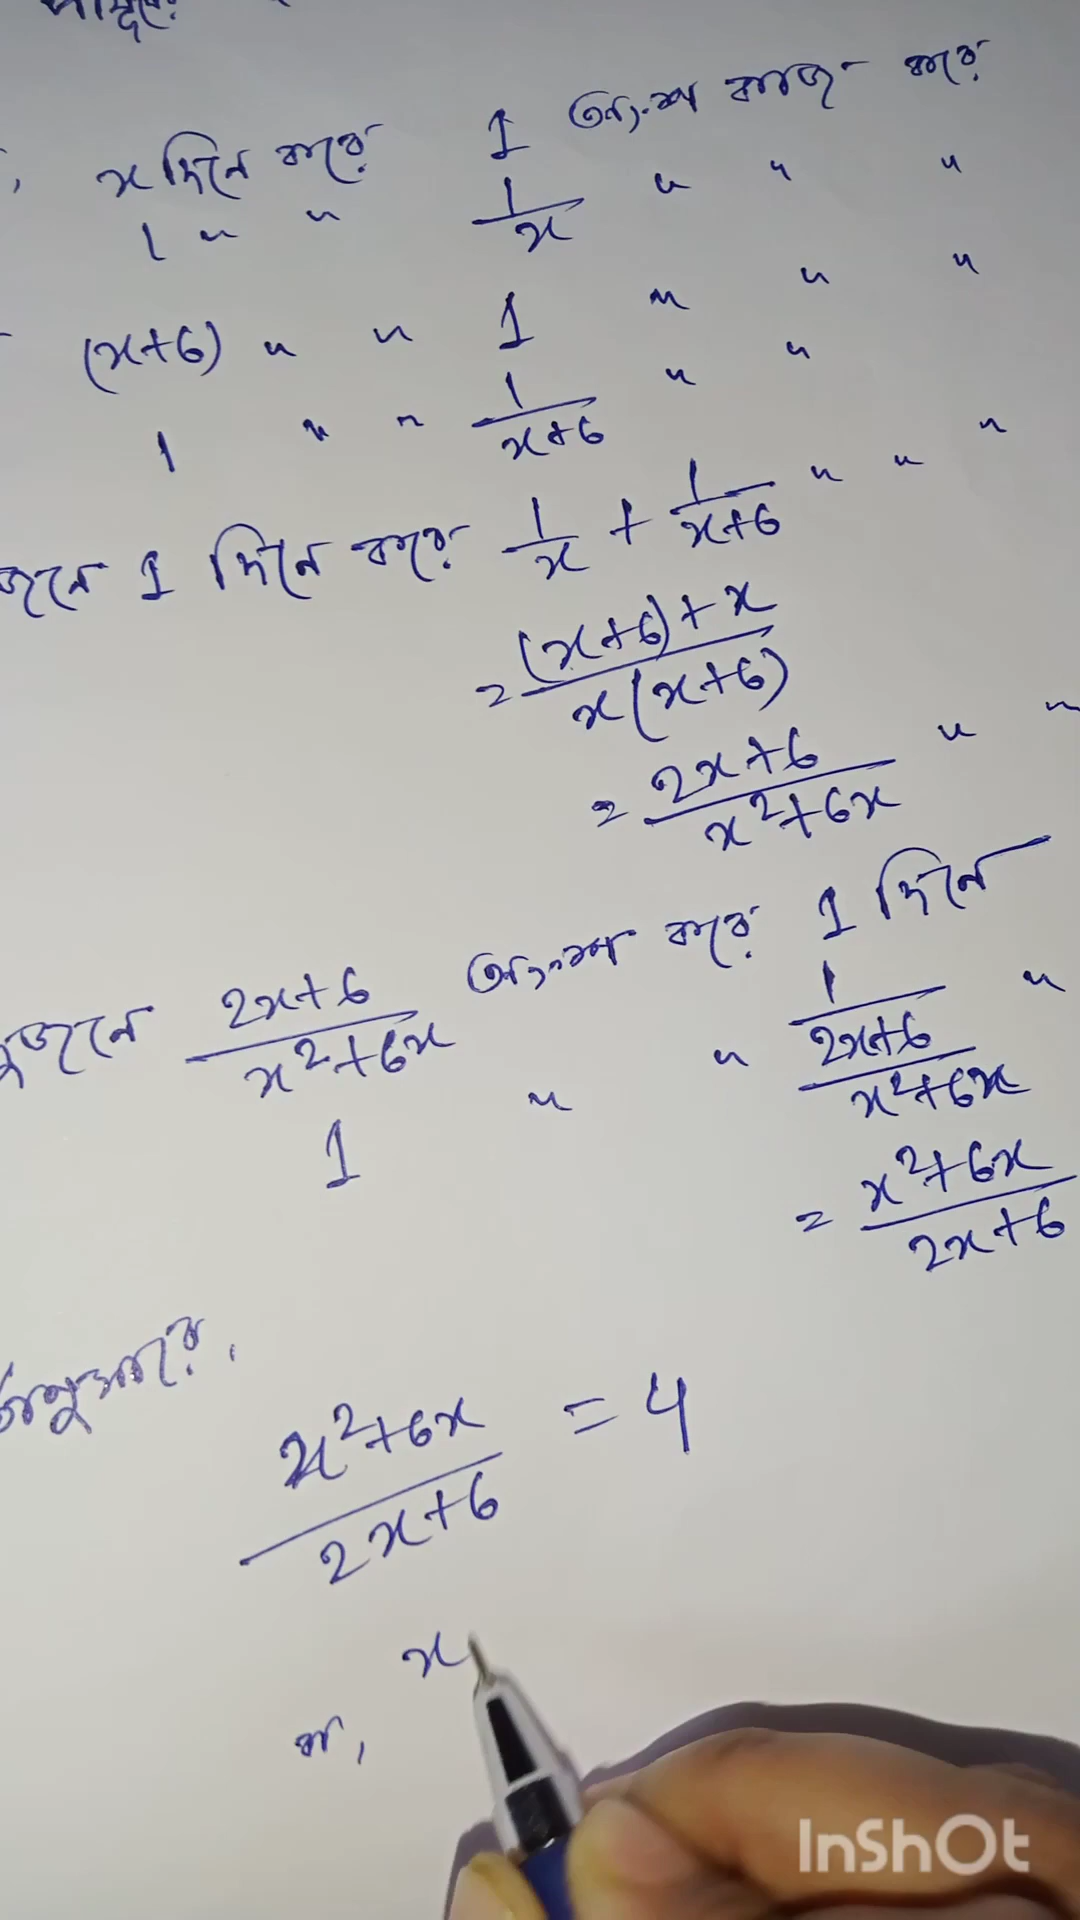 x দিনে করে 1 অংশ কাজ করে
1 " " 1/x " " "
(x+6) " " 1 " " "
1 " " 1/x+6 " "
জনে 1 দিনে করে 1/x + 1/x+6 " " "
= (x+6)+x / x(x+6)
= 2x+6 / x²+6x " "
দুজনে 2x+6 / x²+6x অংশ করে 1 দিনে
1 " " 1 / 2x+6 / x²+6x "
= x²+6x / 2x+6
x²+6x / 2x+6 = 4
বা, x
InShOt